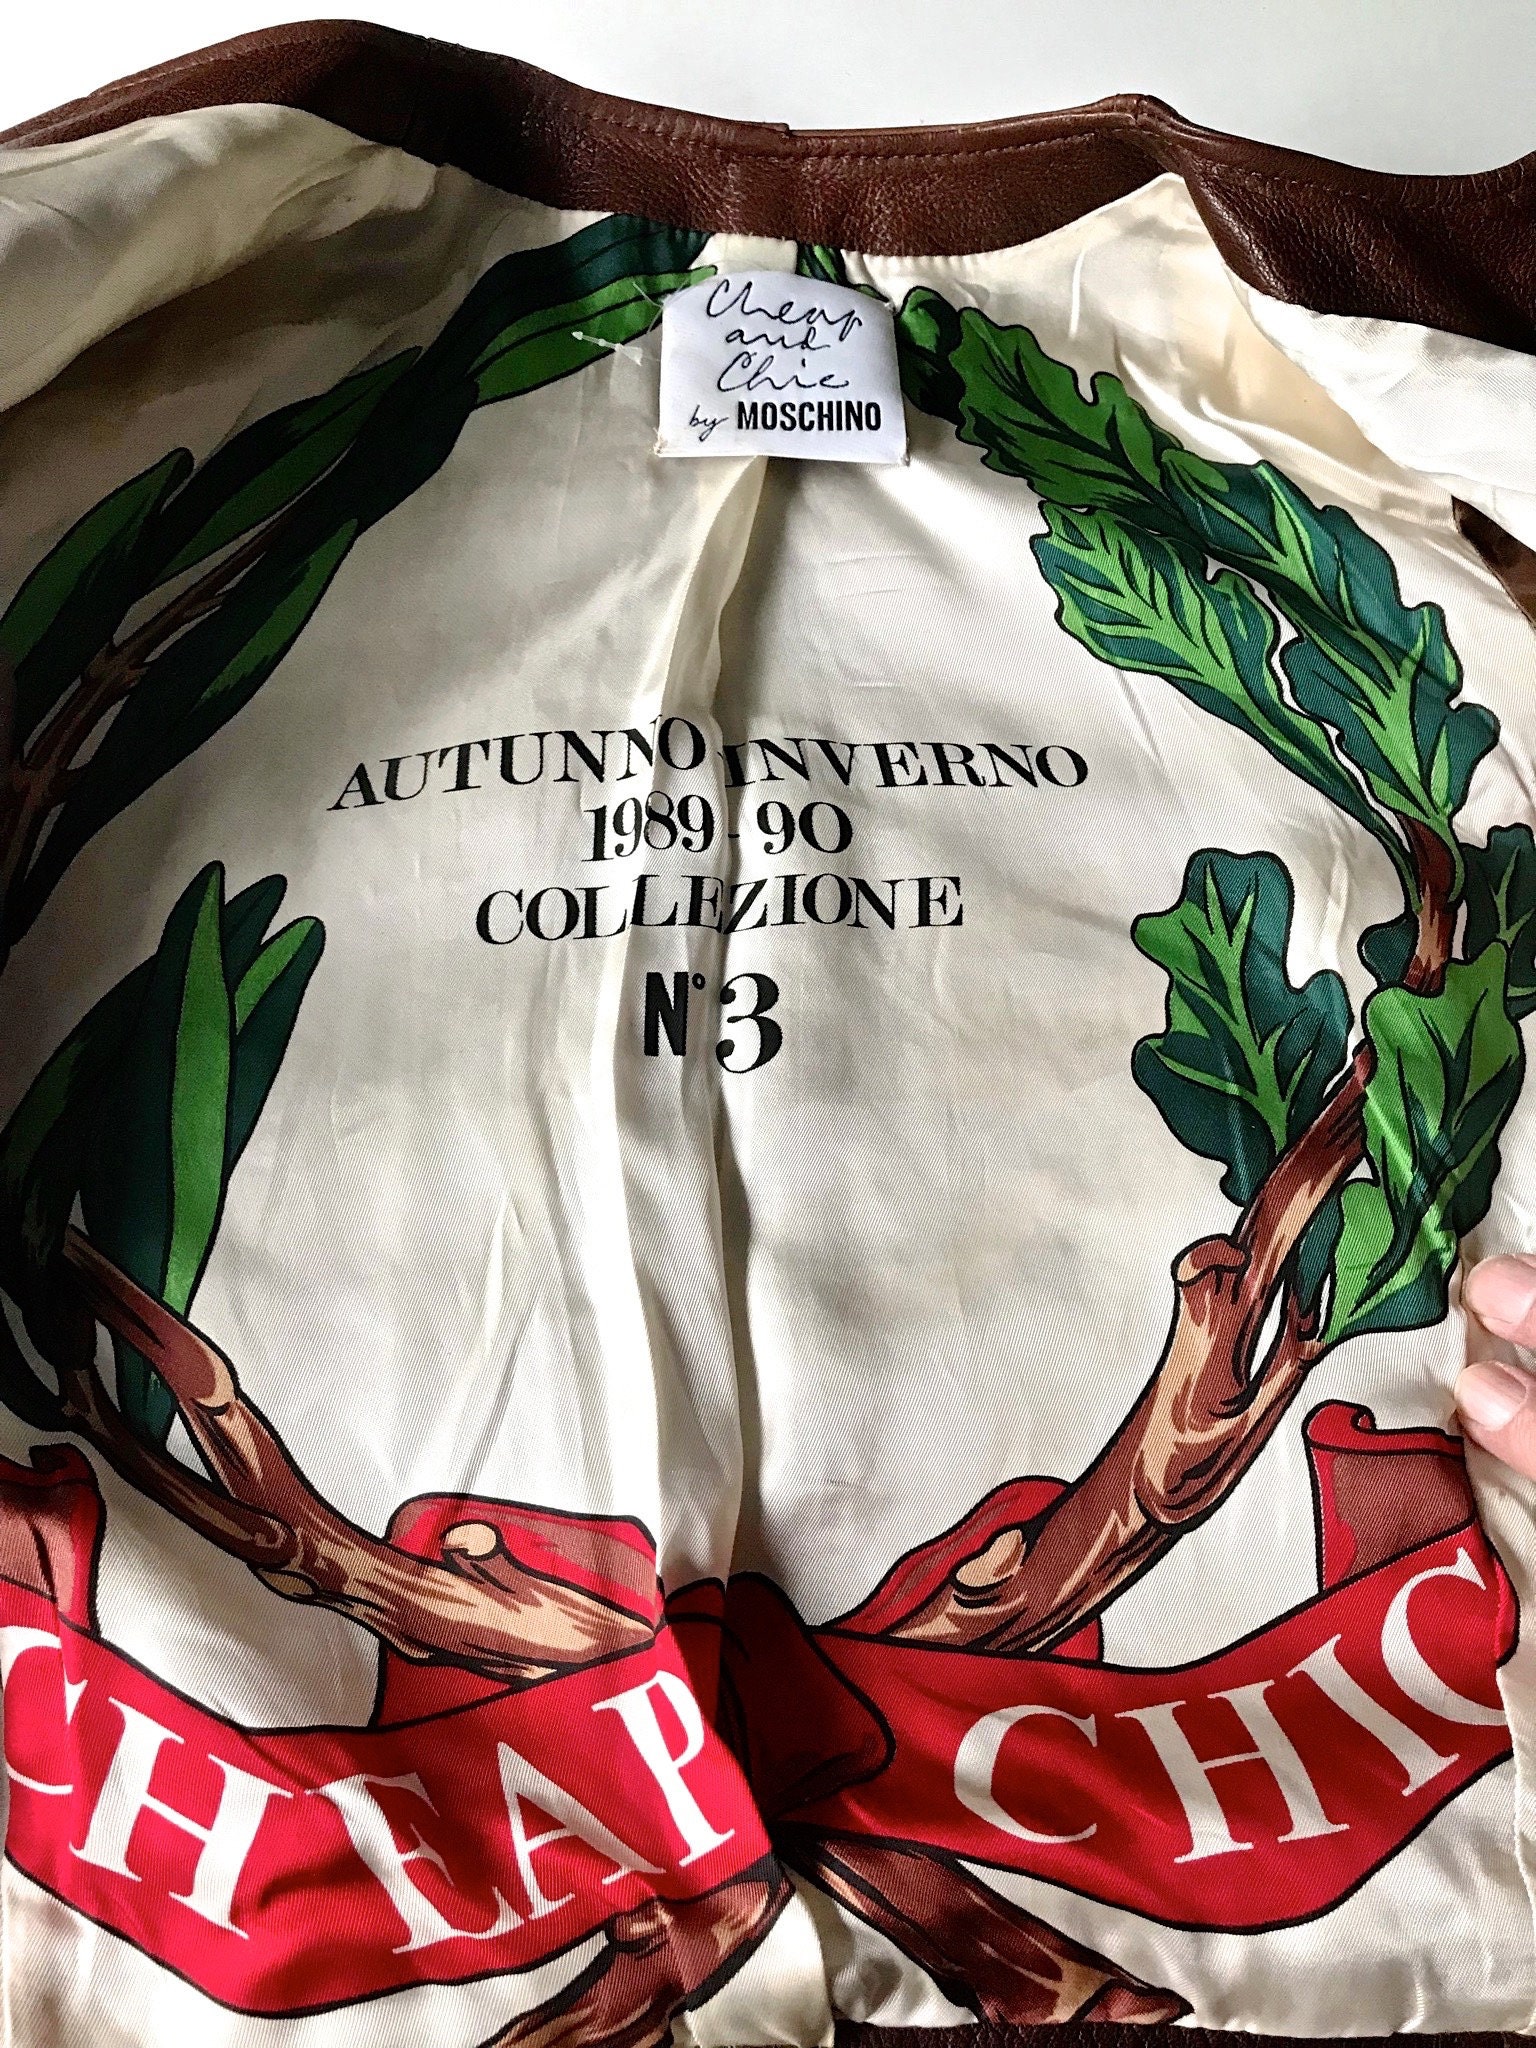 Cheap
and
Chic
by MOSCHINO
AUTUNNO INVERNO
1989-90
COLLEZIONE
N° 3
CHEAP CHIC